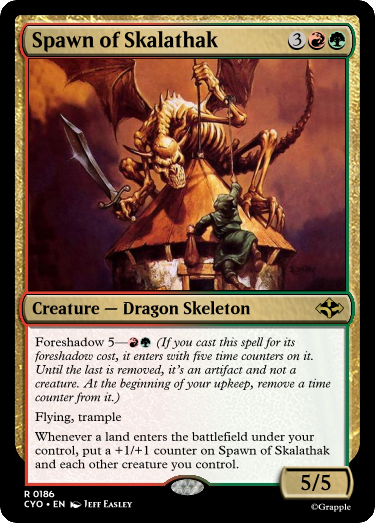 Spawn of Skalathak 3
Creature — Dragon Skeleton
Foreshadow 5— (If you cast this spell for its
foreshadow cost, it enters with five time counters on it.
Until the last is removed, it's an artifact and not a
creature. At the beginning of your upkeep, remove a time
counter from it.)
Flying, trample
Whenever a land enters the battlefield under your
control, put a +1/+1 counter on Spawn of Skalathak
and each other creature you control.
5/5
R 0186
CYO • EN Jeff Easley
©Grapple